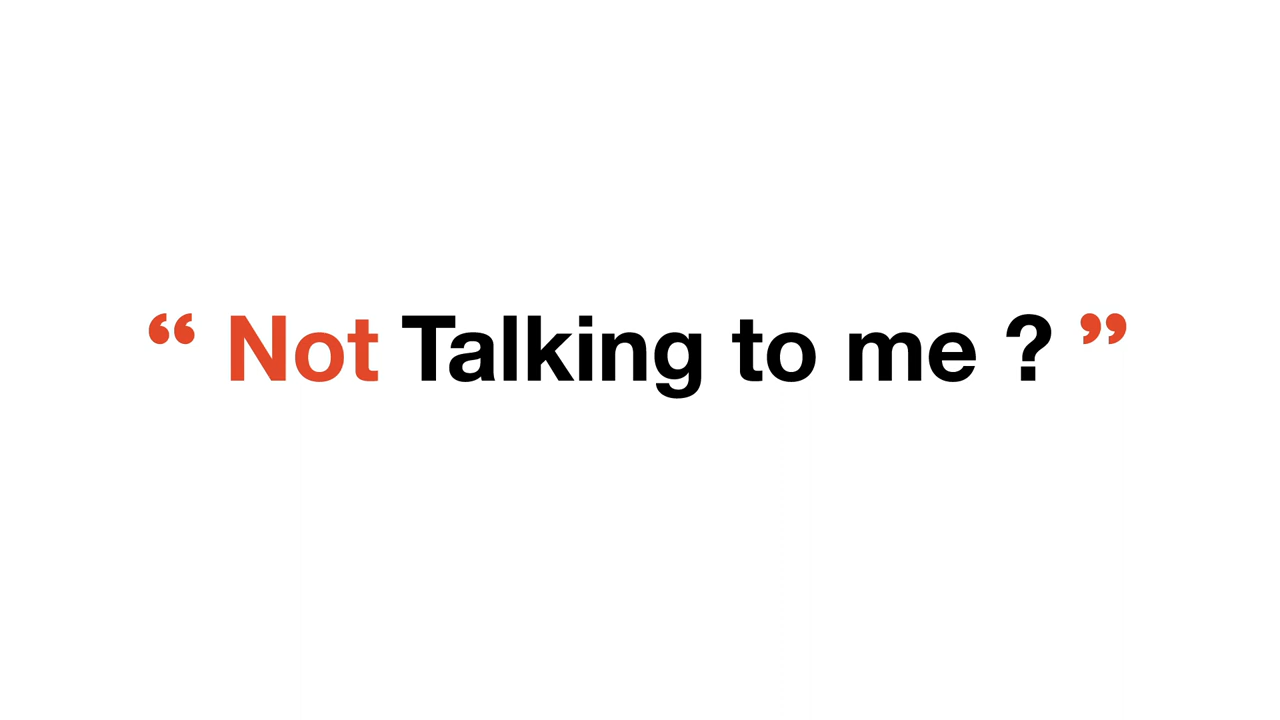 “ Not Talking to me ? ”